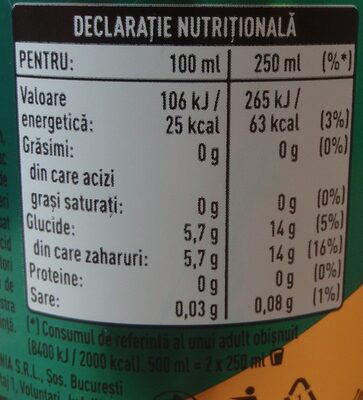 DECLARAȚIE NUTRIȚIONALĂ
PENTRU: 100 ml 250 ml (%*)
Valoare 106 kJ / 265 kJ /
energetică: 25 kcal 63 kcal (3%)
Grăsimi: 0 g 0 g (0%)
din care acizi
grași saturați: 0 g 0 g (0%)
Glucide: 5,7 g 14 g (5%)
din care zaharuri: 5,7 g 14 g (16%)
Proteine: 0 g 0 g (0%)
Sare: 0,03 g 0,08 g (1%)
(*) Consumul de referință al unui adult obișnuit
(8400 kJ / 2000 kcal). 500 ml = 2 x 250 ml
S.R.L., Șos. București
1, Voluntari,